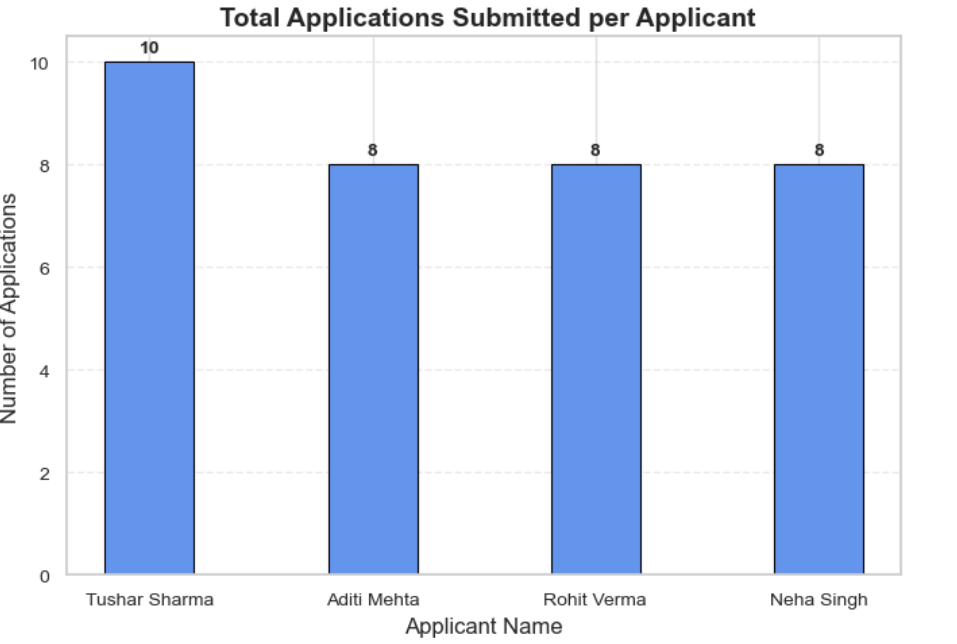 Total Applications Submitted per Applicant
Number of Applications
10
8
6
4
2
0
10
8
8
8
Tushar Sharma
Aditi Mehta
Rohit Verma
Neha Singh
Applicant Name